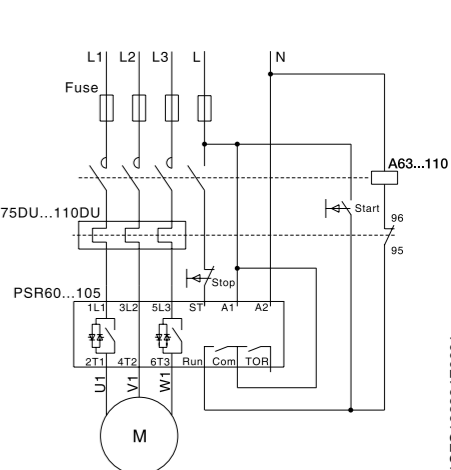 L1 L2 L3 L N
Fuse
A63...110
75DU...110DU
Start
96
95
Stop
PSR60...105
1L1 3L2 5L3 ST A1 A2
2T1 4T2 6T3 Run Com TOR
U1 V1 W1
M